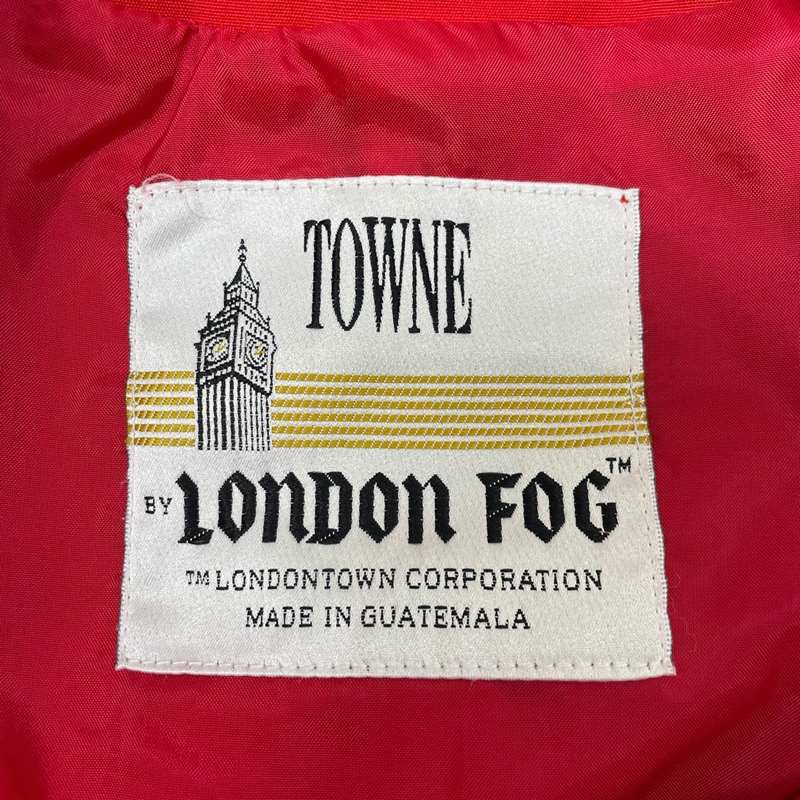 TOWNE
BY LONDON FOG™
™ LONDONTOWN CORPORATION
MADE IN GUATEMALA